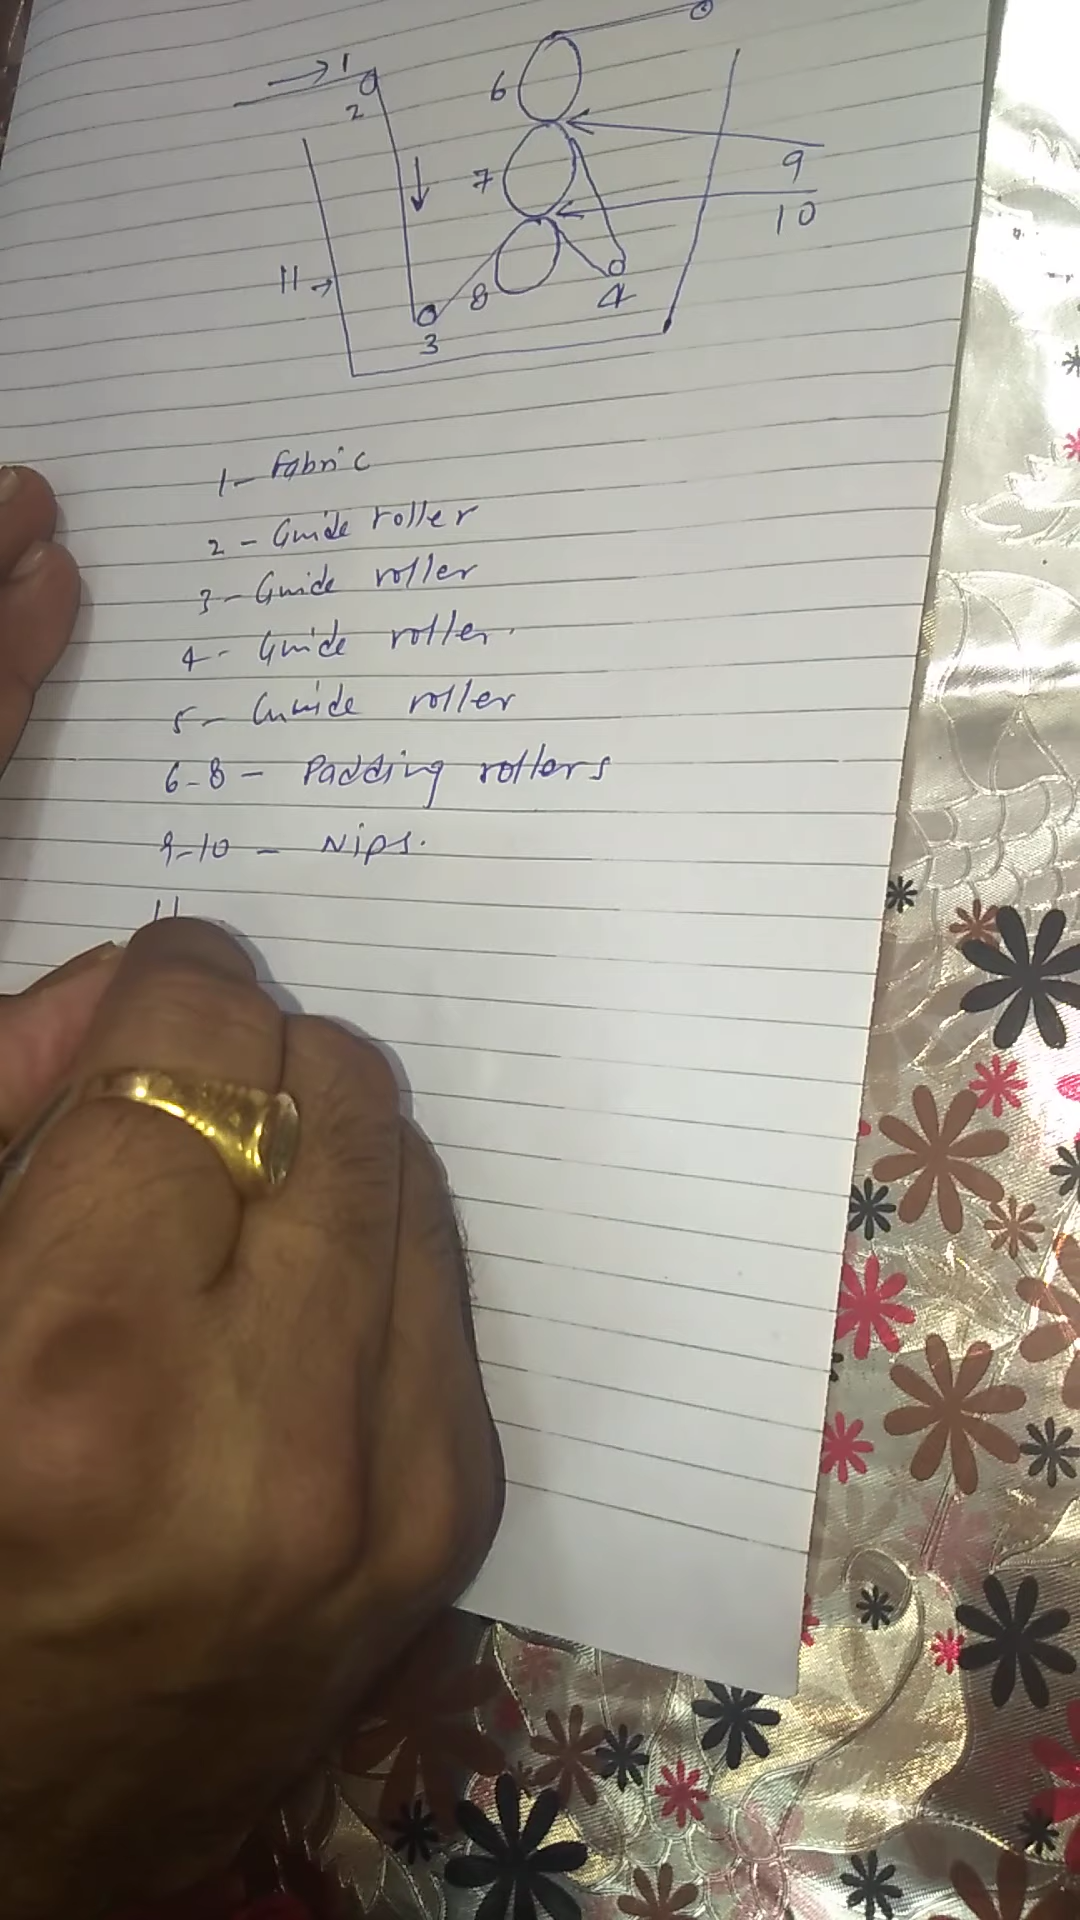 1
2
6
9
7
10
11
8
4
3
1- Fabric
2 - Guide roller
3 - Guide roller
4 - Guide roller.
5 - Guide roller
6-8 - Padding rollers
9-10 - Nips.
11